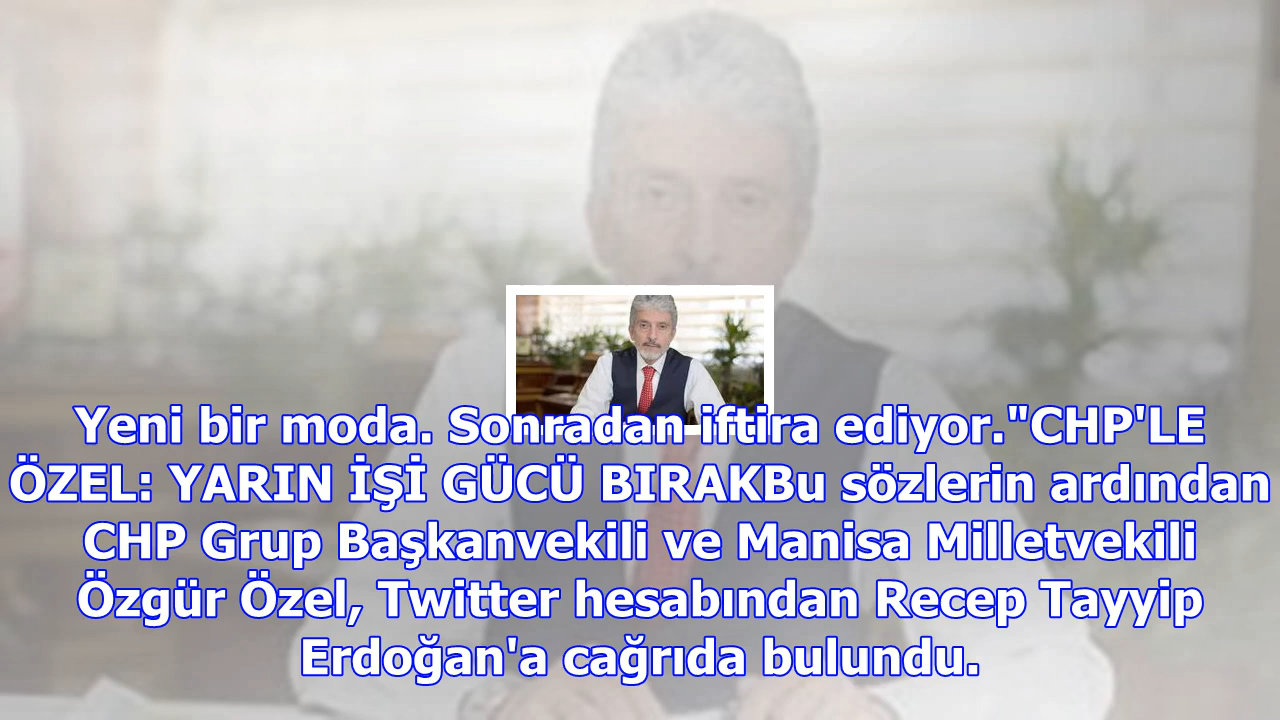 Yeni bir moda. Sonradan iftira ediyor."CHP'LE
ÖZEL: YARIN İŞİ GÜCÜ BIRAKBu sözlerin ardından
CHP Grup Başkanvekili ve Manisa Milletvekili
Özgür Özel, Twitter hesabından Recep Tayyip
Erdoğan'a cağrıda bulundu.